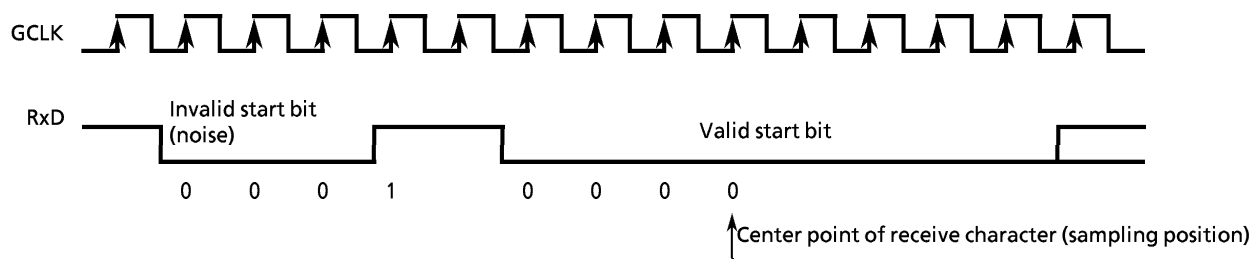 GCLK
RxD
Invalid start bit
(noise)
Valid start bit
0 0 0 1 0 0 0 0
Center point of receive character (sampling position)